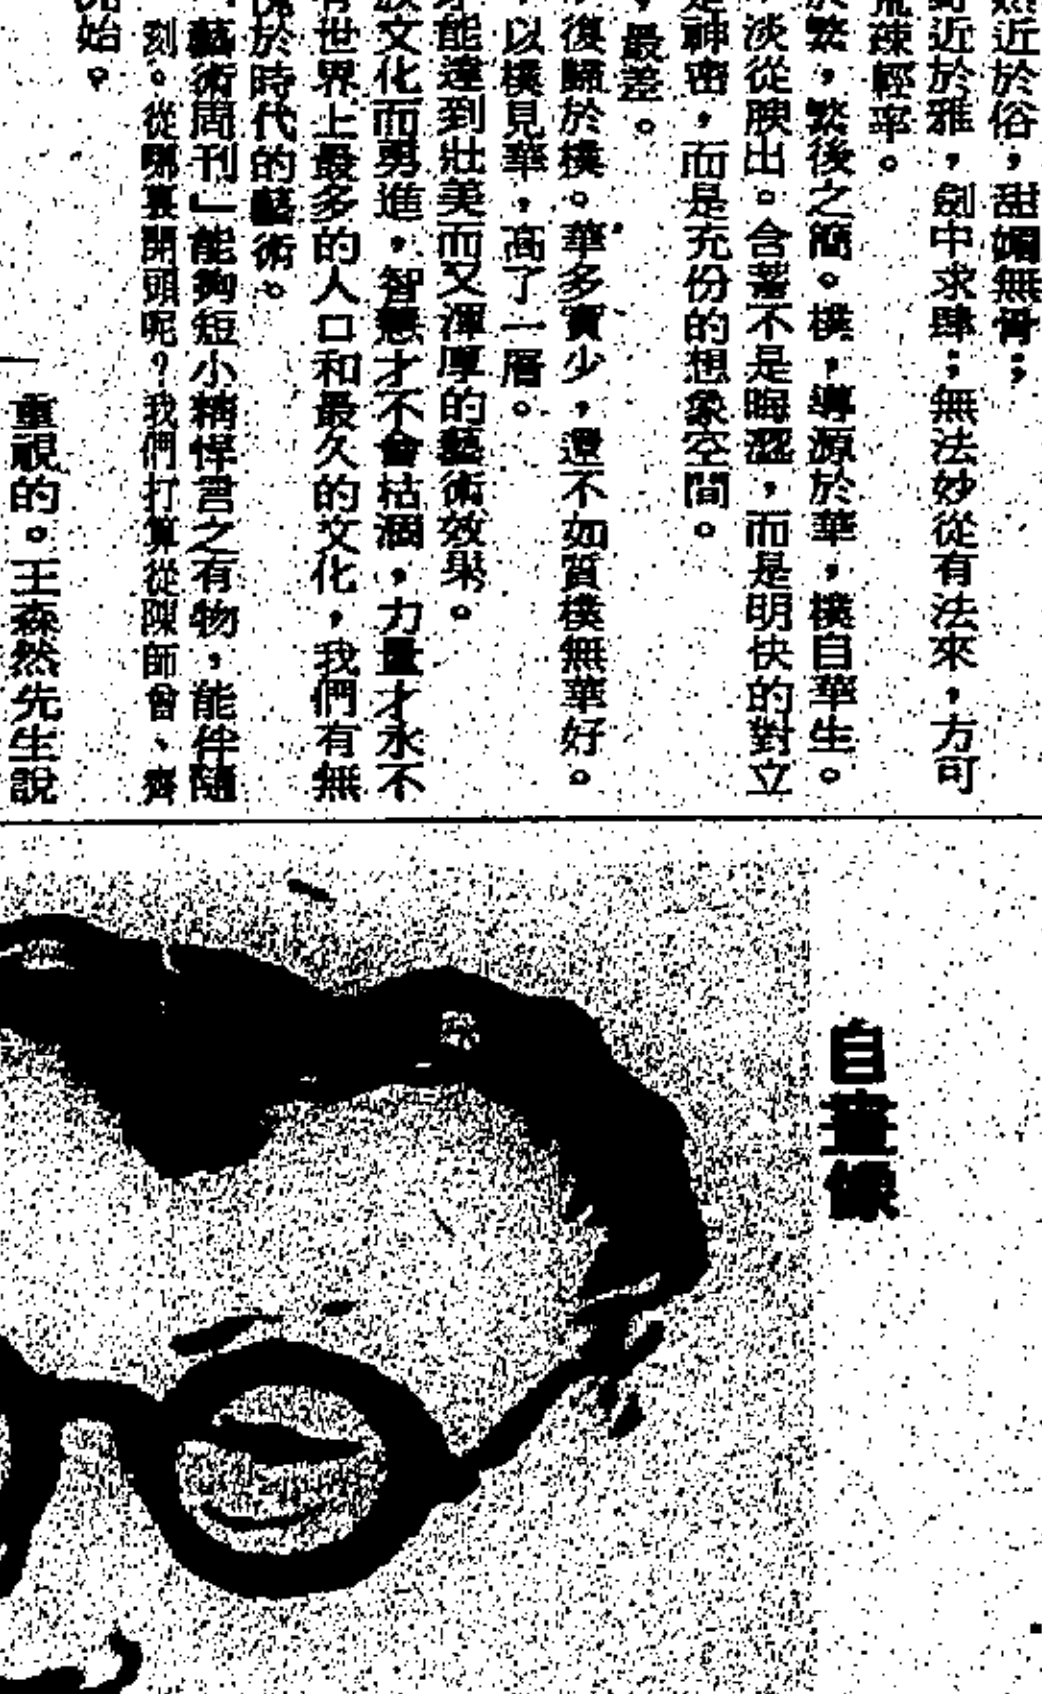 近於俗，甜媚無骨；
近於雅，劍中求肆；無法妙從有法來，方可
疎輕率。
繁，繁後之簡。樸，導源於華，樸自華生。
淡從腴出。含蓄不是晦澀，而是明快的對立
神密，而是充份的想象空間。
，最差。
復歸於樸。華多實少，還不如質樸無華好。
以樸見華，高了一層。
能達到壯美而又渾厚的藝術效果。
文化而勇進，智慧才不會枯涸，力量才永不
世界上最多的人口和最久的文化，我們有無
於時代的藝術。
藝術周刊」能夠短小精悍言之有物，能伴隨
刻。從哪裏開頭呢？我們打算從陳師曾、齊
始。
重視的。王森然先生說
自畫像